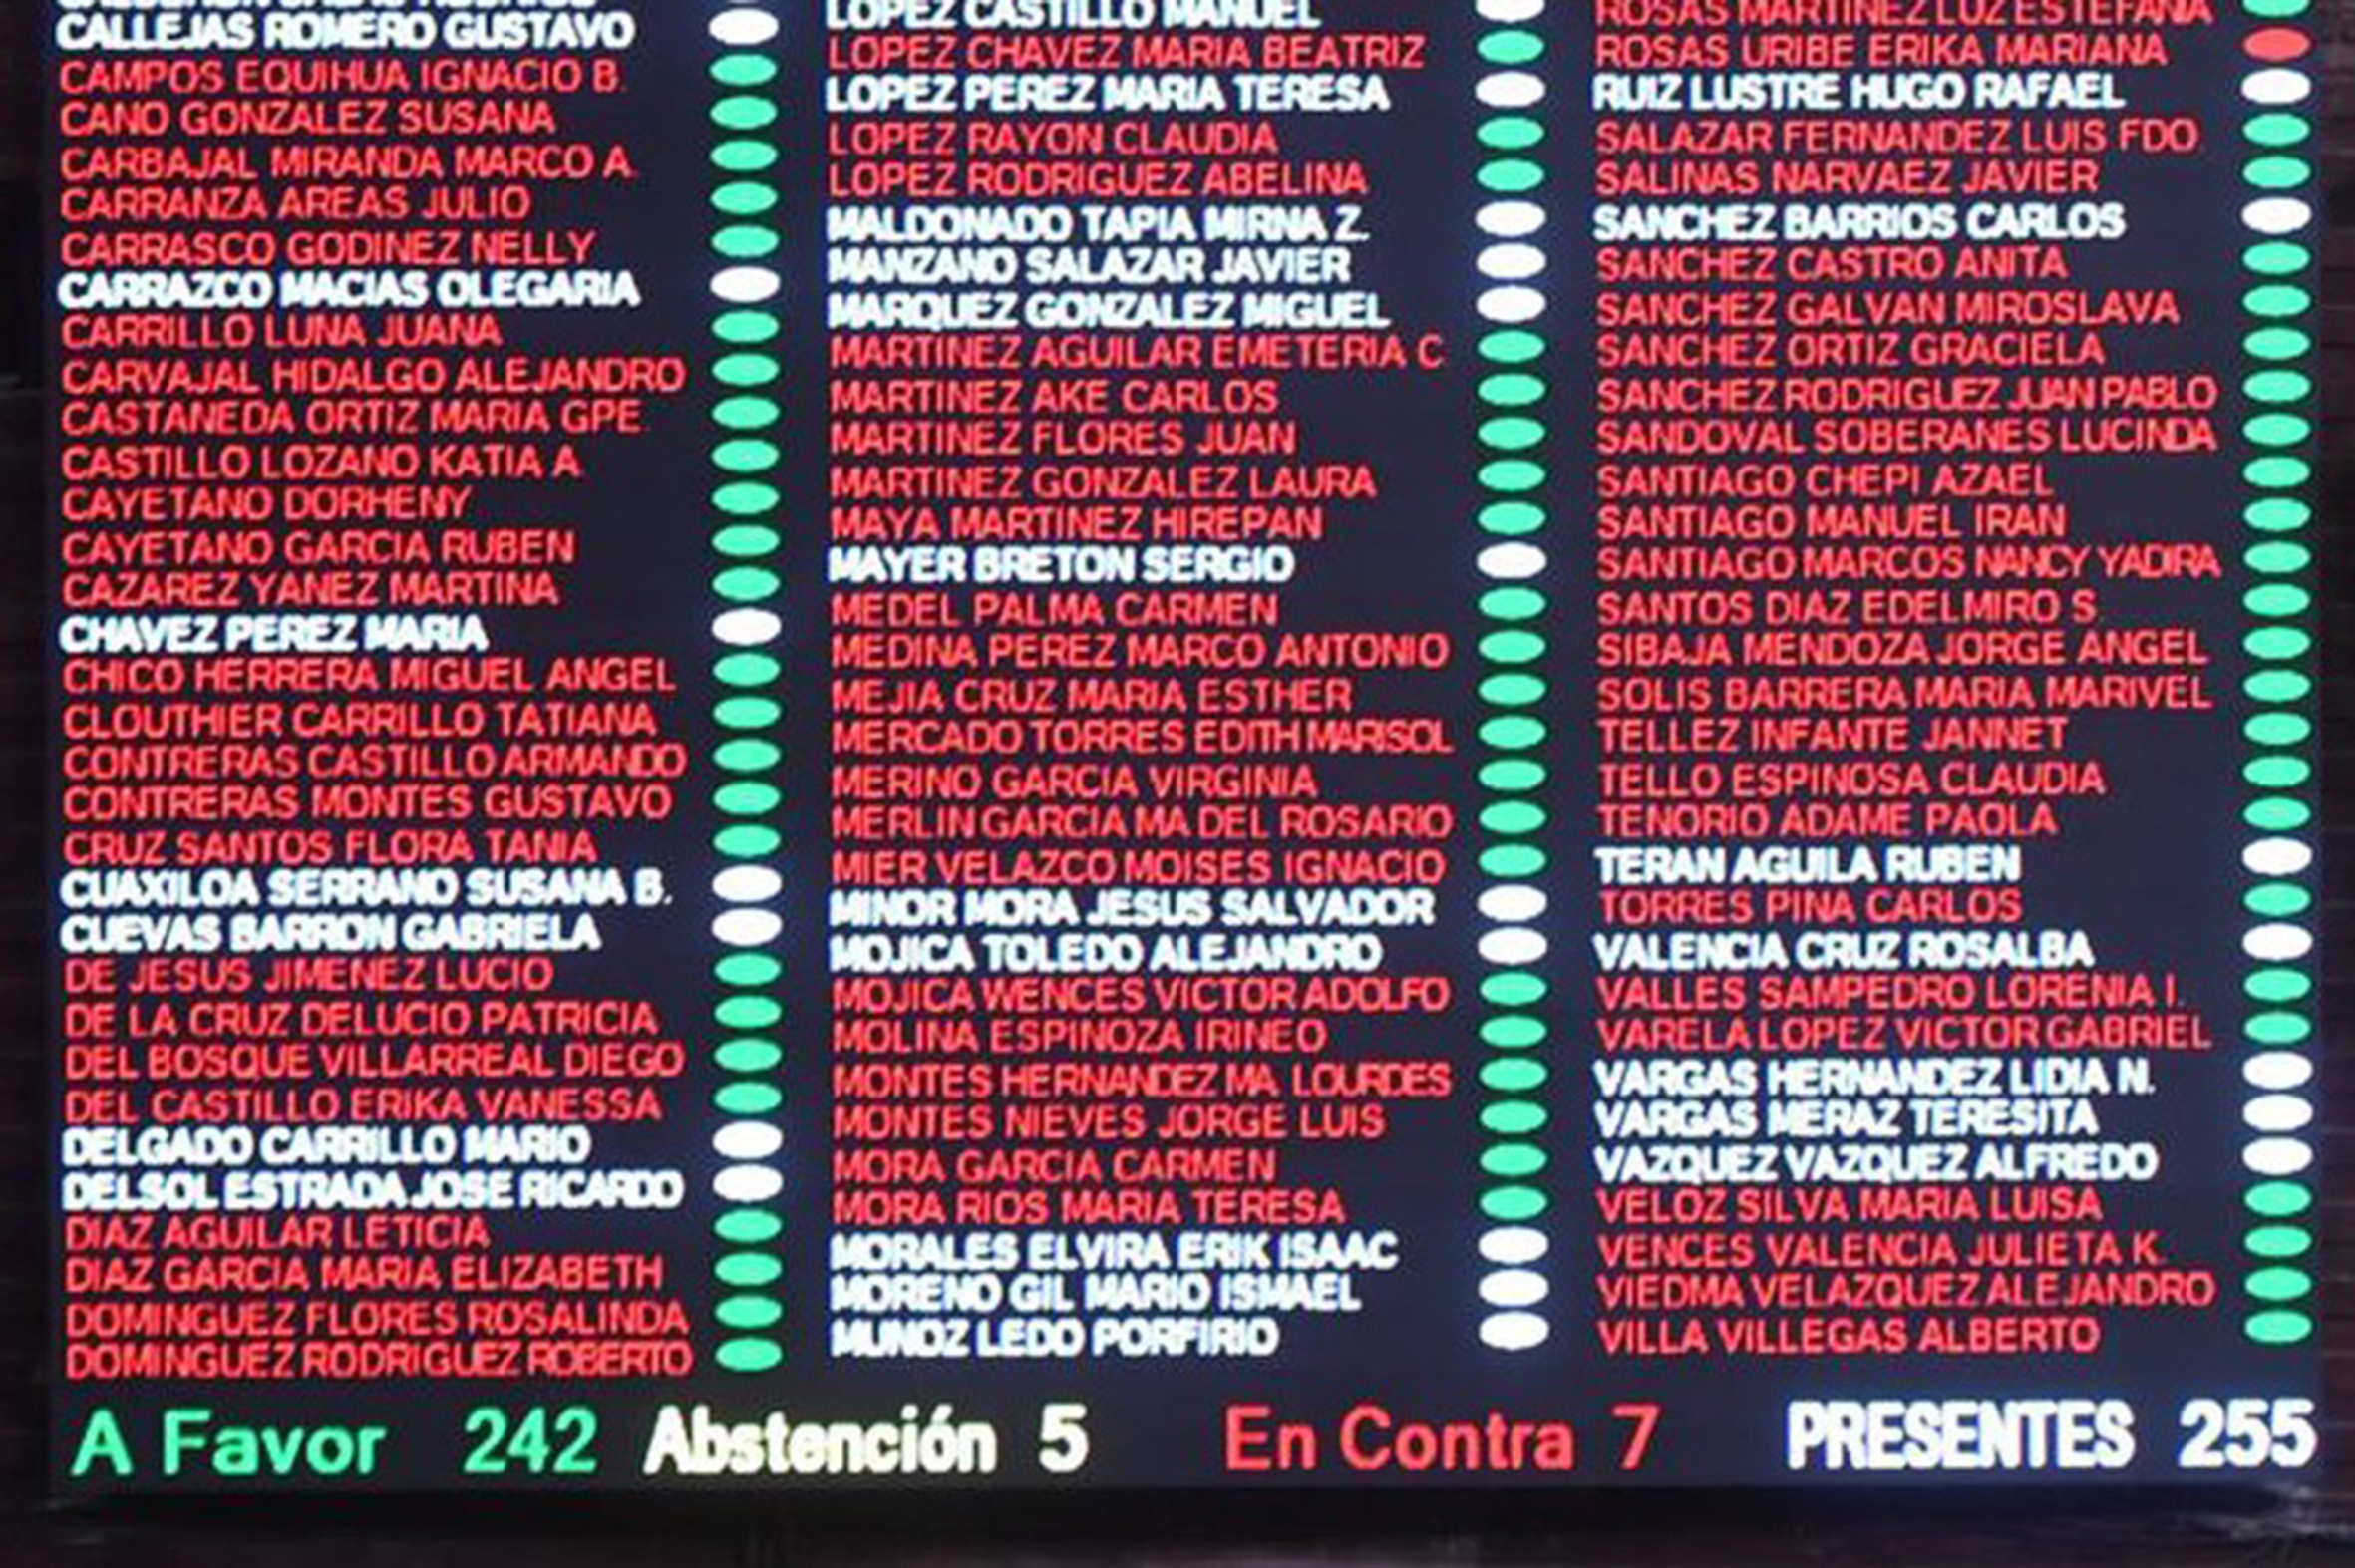 CALLEJAS ROMERO GUSTAVO
CAMPOS EQUIHUA IGNACIO B.
CANO GONZALEZ SUSANA
CARBAJAL MIRANDA MARCO A.
CARRANZA AREAS JULIO
CARRASCO GODINEZ NELLY
CARRAZCO MACIAS OLEGARIA
CARRILLO LUNA JUANA
CARVAJAL HIDALGO ALEJANDRO
CASTANEDA ORTIZ MARIA GPE.
CASTILLO LOZANO KATIA A.
CAYETANO DORHENY
CAYETANO GARCIA RUBEN
CAZAREZ YANEZ MARTINA
CHAVEZ PEREZ MARIA
CHICO HERRERA MIGUEL ANGEL
CLOUTHIER CARRILLO TATIANA
CONTRERAS CASTILLO ARMANDO
CONTRERAS MONTES GUSTAVO
CRUZ SANTOS FLORA TANIA
CUAXILOA SERRANO SUSANA B.
CUEVAS BARRON GABRIELA
DE JESUS JIMENEZ LUCIO
DE LA CRUZ DELUCIO PATRICIA
DEL BOSQUE VILLARREAL DIEGO
DEL CASTILLO ERIKA VANESSA
DELGADO CARRILLO MARIO
DELSOL ESTRADA JOSE RICARDO
DIAZ AGUILAR LETICIA
DIAZ GARCIA MARIA ELIZABETH
DOMINGUEZ FLORES ROSALINDA
DOMINGUEZ RODRIGUEZ ROBERTO
LOPEZ CASTILLO MANUEL
LOPEZ CHAVEZ MARIA BEATRIZ
LOPEZ PEREZ MARIA TERESA
LOPEZ RAYON CLAUDIA
LOPEZ RODRIGUEZ ABELINA
MALDONADO TAPIA MIRNA Z.
MANZANO SALAZAR JAVIER
MARQUEZ GONZALEZ MIGUEL
MARTINEZ AGUILAR EMETERIA C.
MARTINEZ AKE CARLOS
MARTINEZ FLORES JUAN
MARTINEZ GONZALEZ LAURA
MAYA MARTINEZ HIREPAN
MAYER BRETON SERGIO
MEDEL PALMA CARMEN
MEDINA PEREZ MARCO ANTONIO
MEJIA CRUZ MARIA ESTHER
MERCADO TORRES EDITH MARISOL
MERINO GARCIA VIRGINIA
MERLIN GARCIA MA DEL ROSARIO
MIER VELAZCO MOISES IGNACIO
MINOR MORA JESUS SALVADOR
MOJICA TOLEDO ALEJANDRO
MOJICA WENCES VICTOR ADOLFO
MOLINA ESPINOZA IRINEO
MONTES HERNANDEZ MA. LOURDES
MONTES NIEVES JORGE LUIS
MORA GARCIA CARMEN
MORA RIOS MARIA TERESA
MORALES ELVIRA ERIK ISAAC
MORENO GIL MARIO ISMAEL
MUNOZ LEDO PORFIRIO
ROSAS MARTINEZ LUZ ESTEFANIA
ROSAS URIBE ERIKA MARIANA
RUIZ LUSTRE HUGO RAFAEL
SALAZAR FERNANDEZ LUIS FDO.
SALINAS NARVAEZ JAVIER
SANCHEZ BARRIOS CARLOS
SANCHEZ CASTRO ANITA
SANCHEZ GALVAN MIROSLAVA
SANCHEZ ORTIZ GRACIELA
SANCHEZ RODRIGUEZ JUAN PABLO
SANDOVAL SOBERANES LUCINDA
SANTIAGO CHEPI AZAEL
SANTIAGO MANUEL IRAN
SANTIAGO MARCOS NANCY YADIRA
SANTOS DIAZ EDELMIRO S.
SIBAJA MENDOZA JORGE ANGEL
SOLIS BARRERA MARIA MARIVEL
TELLEZ INFANTE JANNET
TELLO ESPINOSA CLAUDIA
TENORIO ADAME PAOLA
TERAN AGUILA RUBEN
TORRES PINA CARLOS
VALENCIA CRUZ ROSALBA
VALLES SAMPEDRO LORENIA I.
VARELA LOPEZ VICTOR GABRIEL
VARGAS HERNANDEZ LIDIA N.
VARGAS MERAZ TERESITA
VAZQUEZ VAZQUEZ ALFREDO
VELOZ SILVA MARIA LUISA
VENCES VALENCIA JULIETA K.
VIEDMA VELAZQUEZ ALEJANDRO
VILLA VILLEGAS ALBERTO
A Favor 242 Abstención 5 En Contra 7 PRESENTES 255